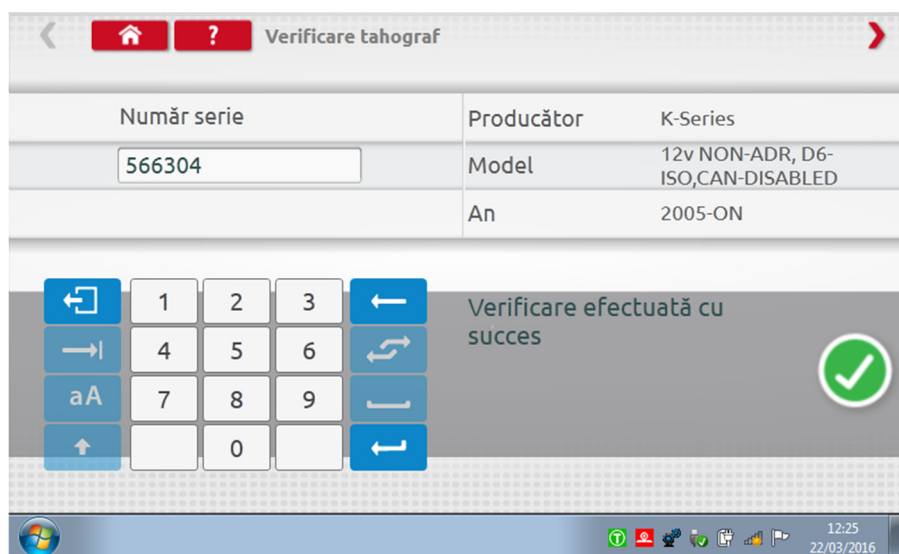 ? Verificare tahograf
Număr serie
Producător K-Series
566304
Model 12v NON-ADR, D6-
ISO,CAN-DISABLED
An 2005-ON
1 2 3
4 5 6
aA 7 8 9
0
Verificare efectuată cu
succes
12:25
22/03/2016